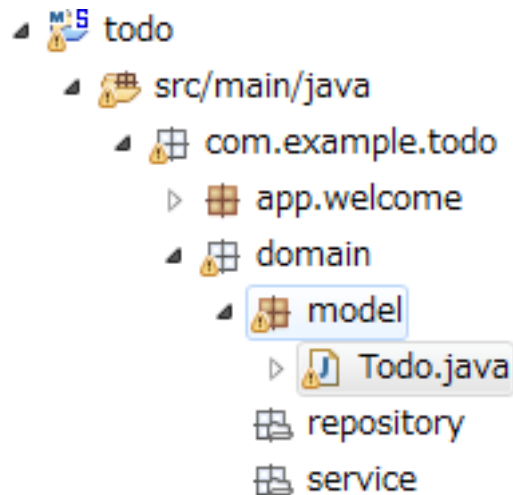 todo
src/main/java
com.example.todo
app.welcome
domain
model
Todo.java
repository
service